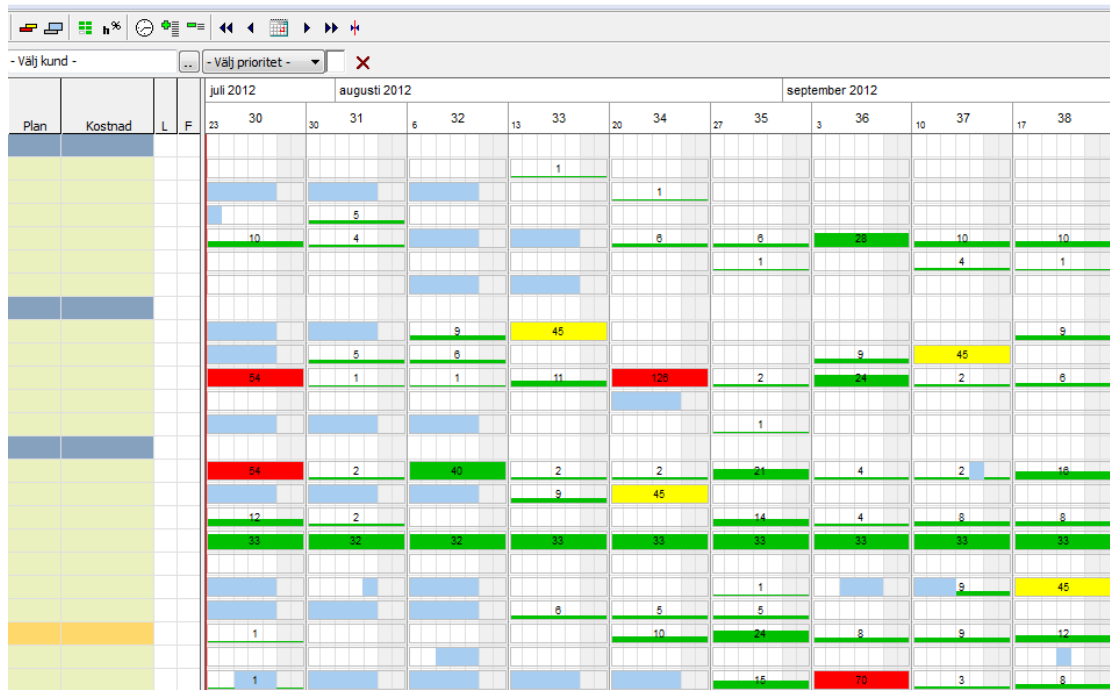 h%
- Välj kund -
..
- Välj prioritet -
juli 2012 augusti 2012 september 2012
Plan Kostnad L F
23 30 30 31 6 32 13 33 20 34 27 35 3 36 10 37 17 38
1
1
5
10 4 6 6 28 10 10
1 4 1
9 45 9
5 6 9 45
54 1 1 11 126 2 24 2 6
1
54 2 40 2 2 21 4 2 16
9 45
12 2 14 4 8 8
33 32 32 33 33 33 33 33 33
1 9 45
6 5 5
1 10 24 8 9 12
1 15 70 3 8